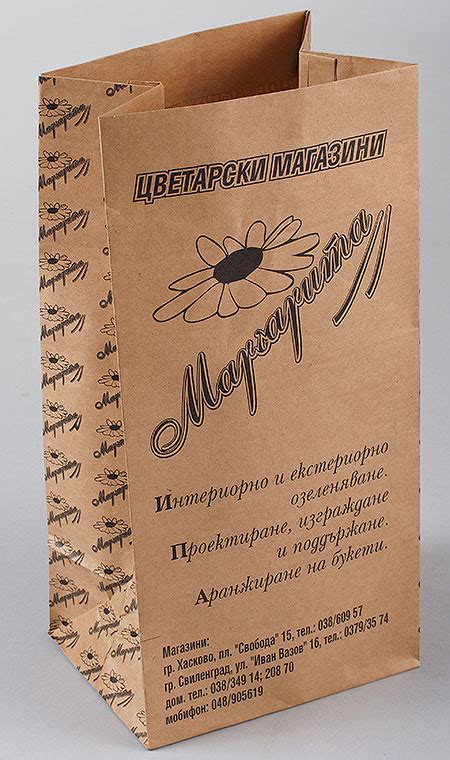 ЦВЕТАРСКИ МАГАЗИНИ
Маргарита
Интериорно и екстериорно
озеленяване.
Проектиране, изграждане
и поддържане.
Аранжиране на букети.
Магазини:
гр. Хасково, пл. "Свобода" 15, тел.: 038/609 57
гр. Свиленград, ул. "Иван Вазов" 16, тел.: 0379/35 74
дом. тел.: 038/349 14; 208 70
мобифон: 048/905619